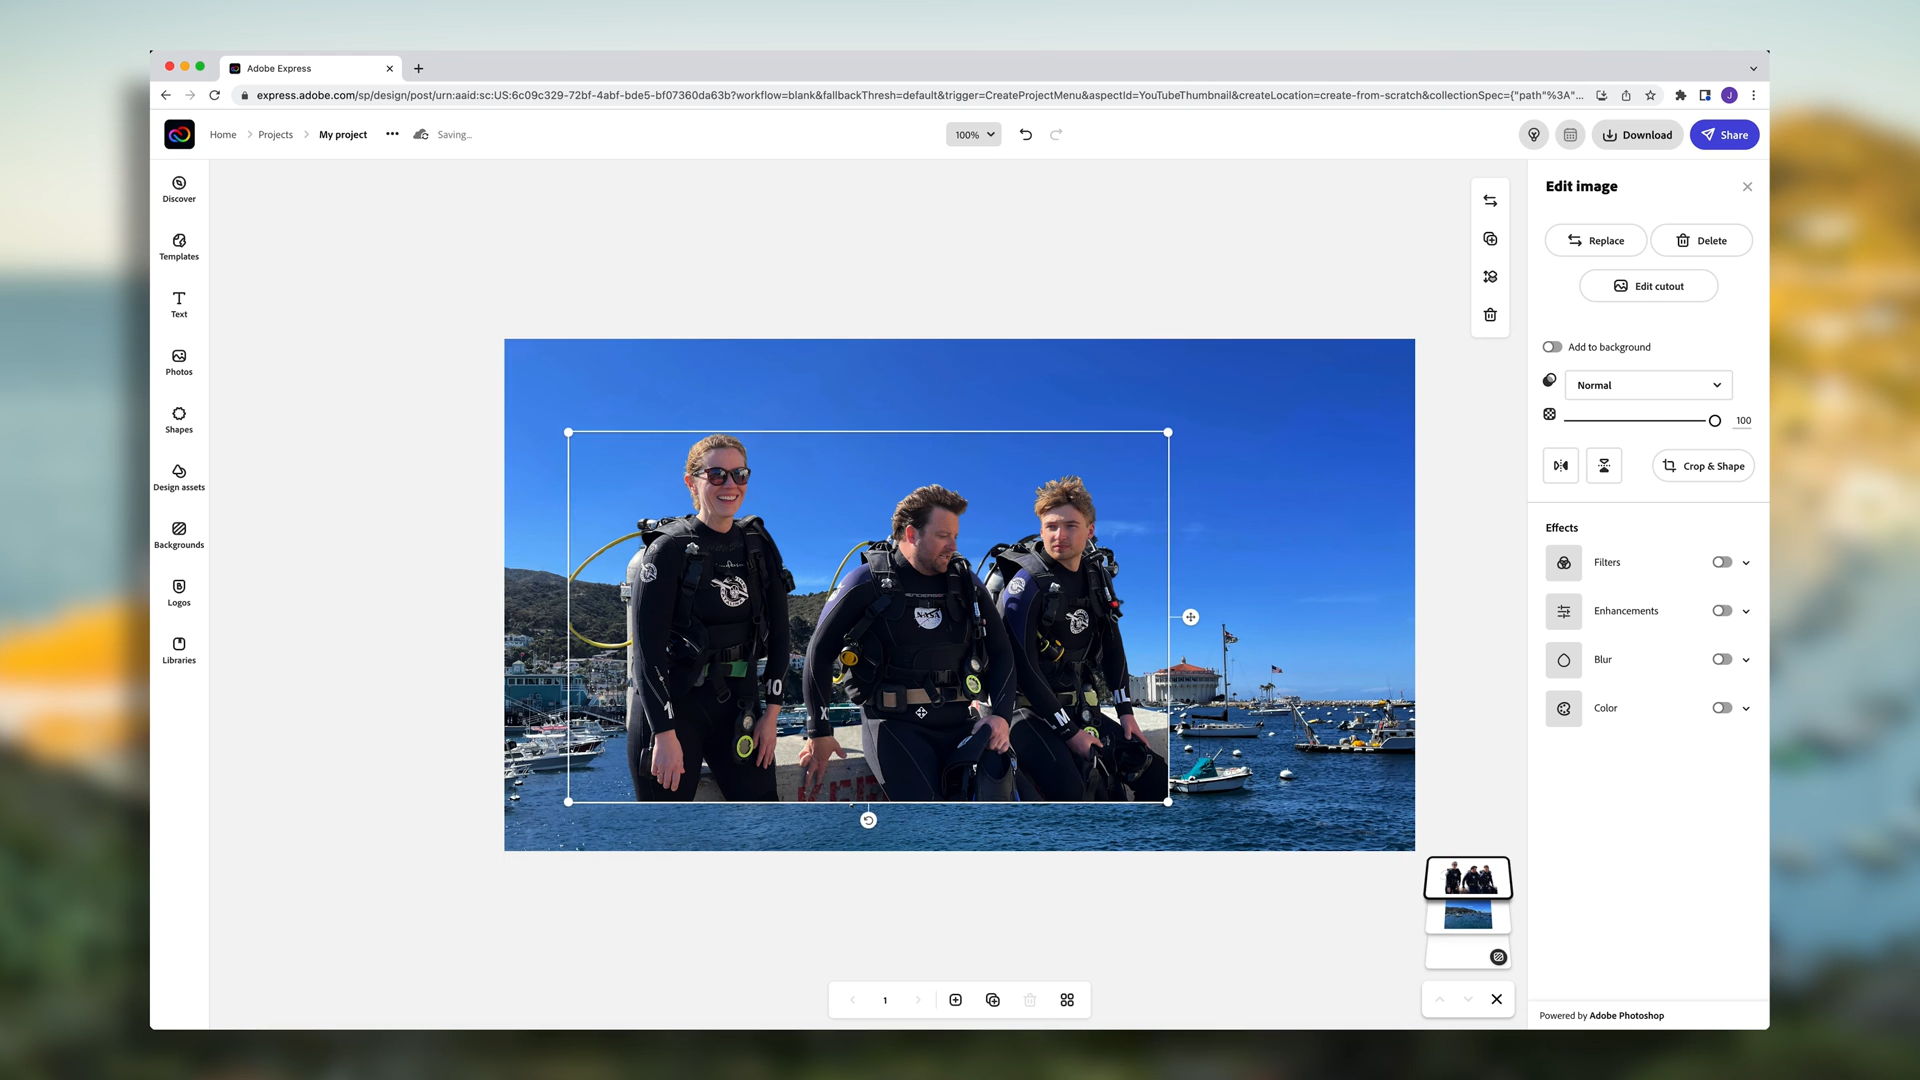 Adobe Express
express.adobe.com/sp/design/post/urn:aaid:sc:US:6c09c329-72bf-4abf-bde5-bf07360da63b?workflow=blank&fallbackThresh=default&trigger=CreateProjectMenu&aspectId=YouTubeThumbnail&createLocation=create-from-scratch&collectionSpec={"path"%3A"...
J
Home
Projects
My project
Saving...
100%
Download
Share
Discover
Templates
Text
Photos
Shapes
Design assets
Backgrounds
Logos
Libraries
Edit image
Replace
Delete
Edit cutout
Add to background
Normal
100
Crop & Shape
Effects
Filters
Enhancements
Blur
Color
Powered by Adobe Photoshop
HENDERSON
NASA
10
1
X
M
1